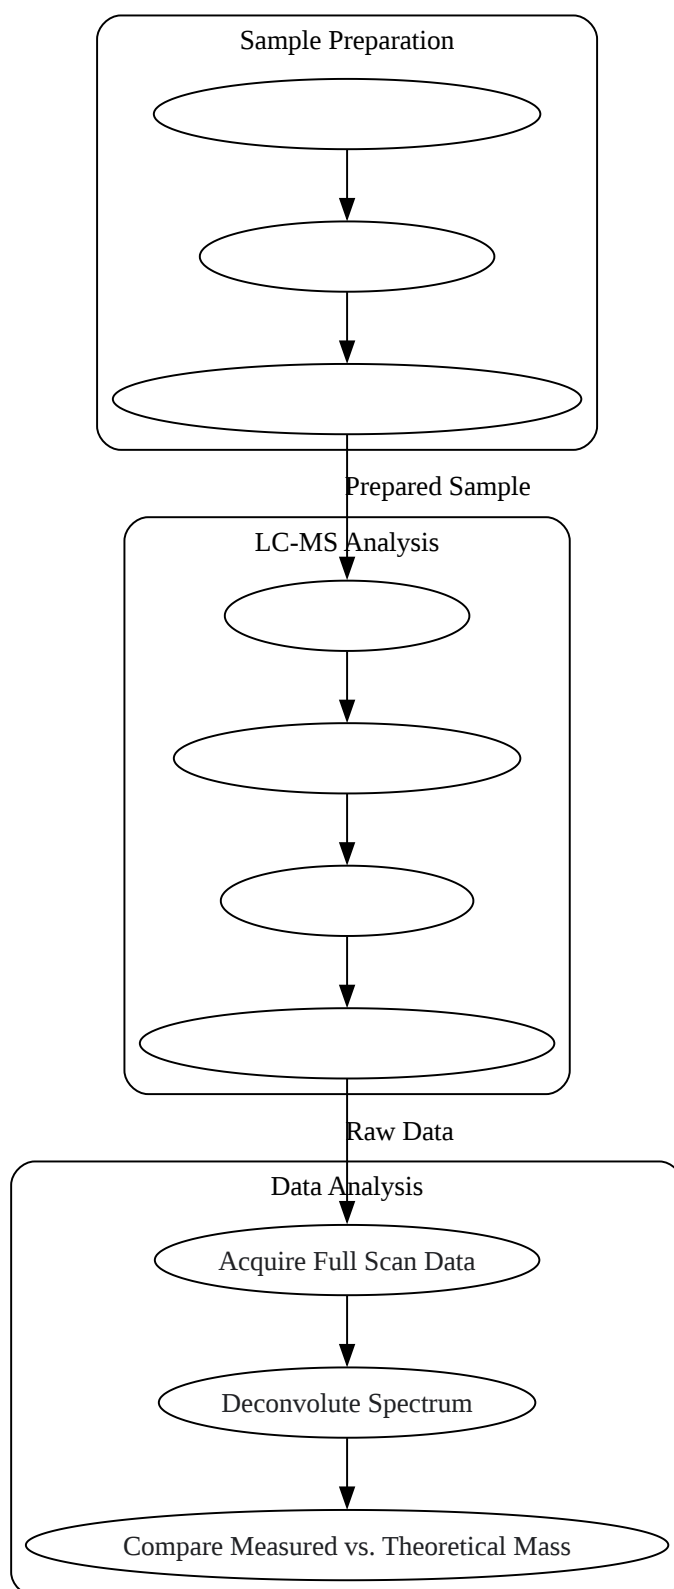 Sample Preparation
Prepared Sample
LC-MS Analysis
Raw Data
Data Analysis
Acquire Full Scan Data
Deconvolute Spectrum
Compare Measured vs. Theoretical Mass